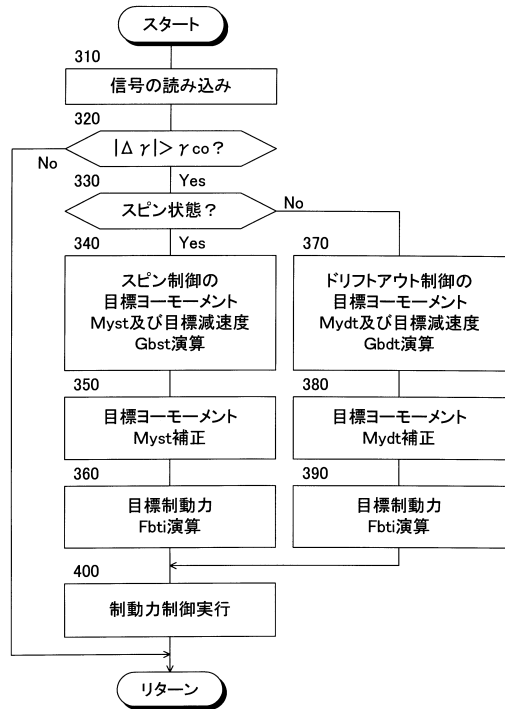 スタート
310
信号の読み込み
320
|Δγ|>γco?
No
Yes
330
スピン状態?
No
Yes
340
スピン制御の
目標ヨーモーメント
Myst及び目標減速度
Gbst演算
370
ドリフトアウト制御の
目標ヨーモーメント
Mydt及び目標減速度
Gbdt演算
350
目標ヨーモーメント
Myst補正
380
目標ヨーモーメント
Mydt補正
360
目標制動力
Fbti演算
390
目標制動力
Fbti演算
400
制動力制御実行
リターン